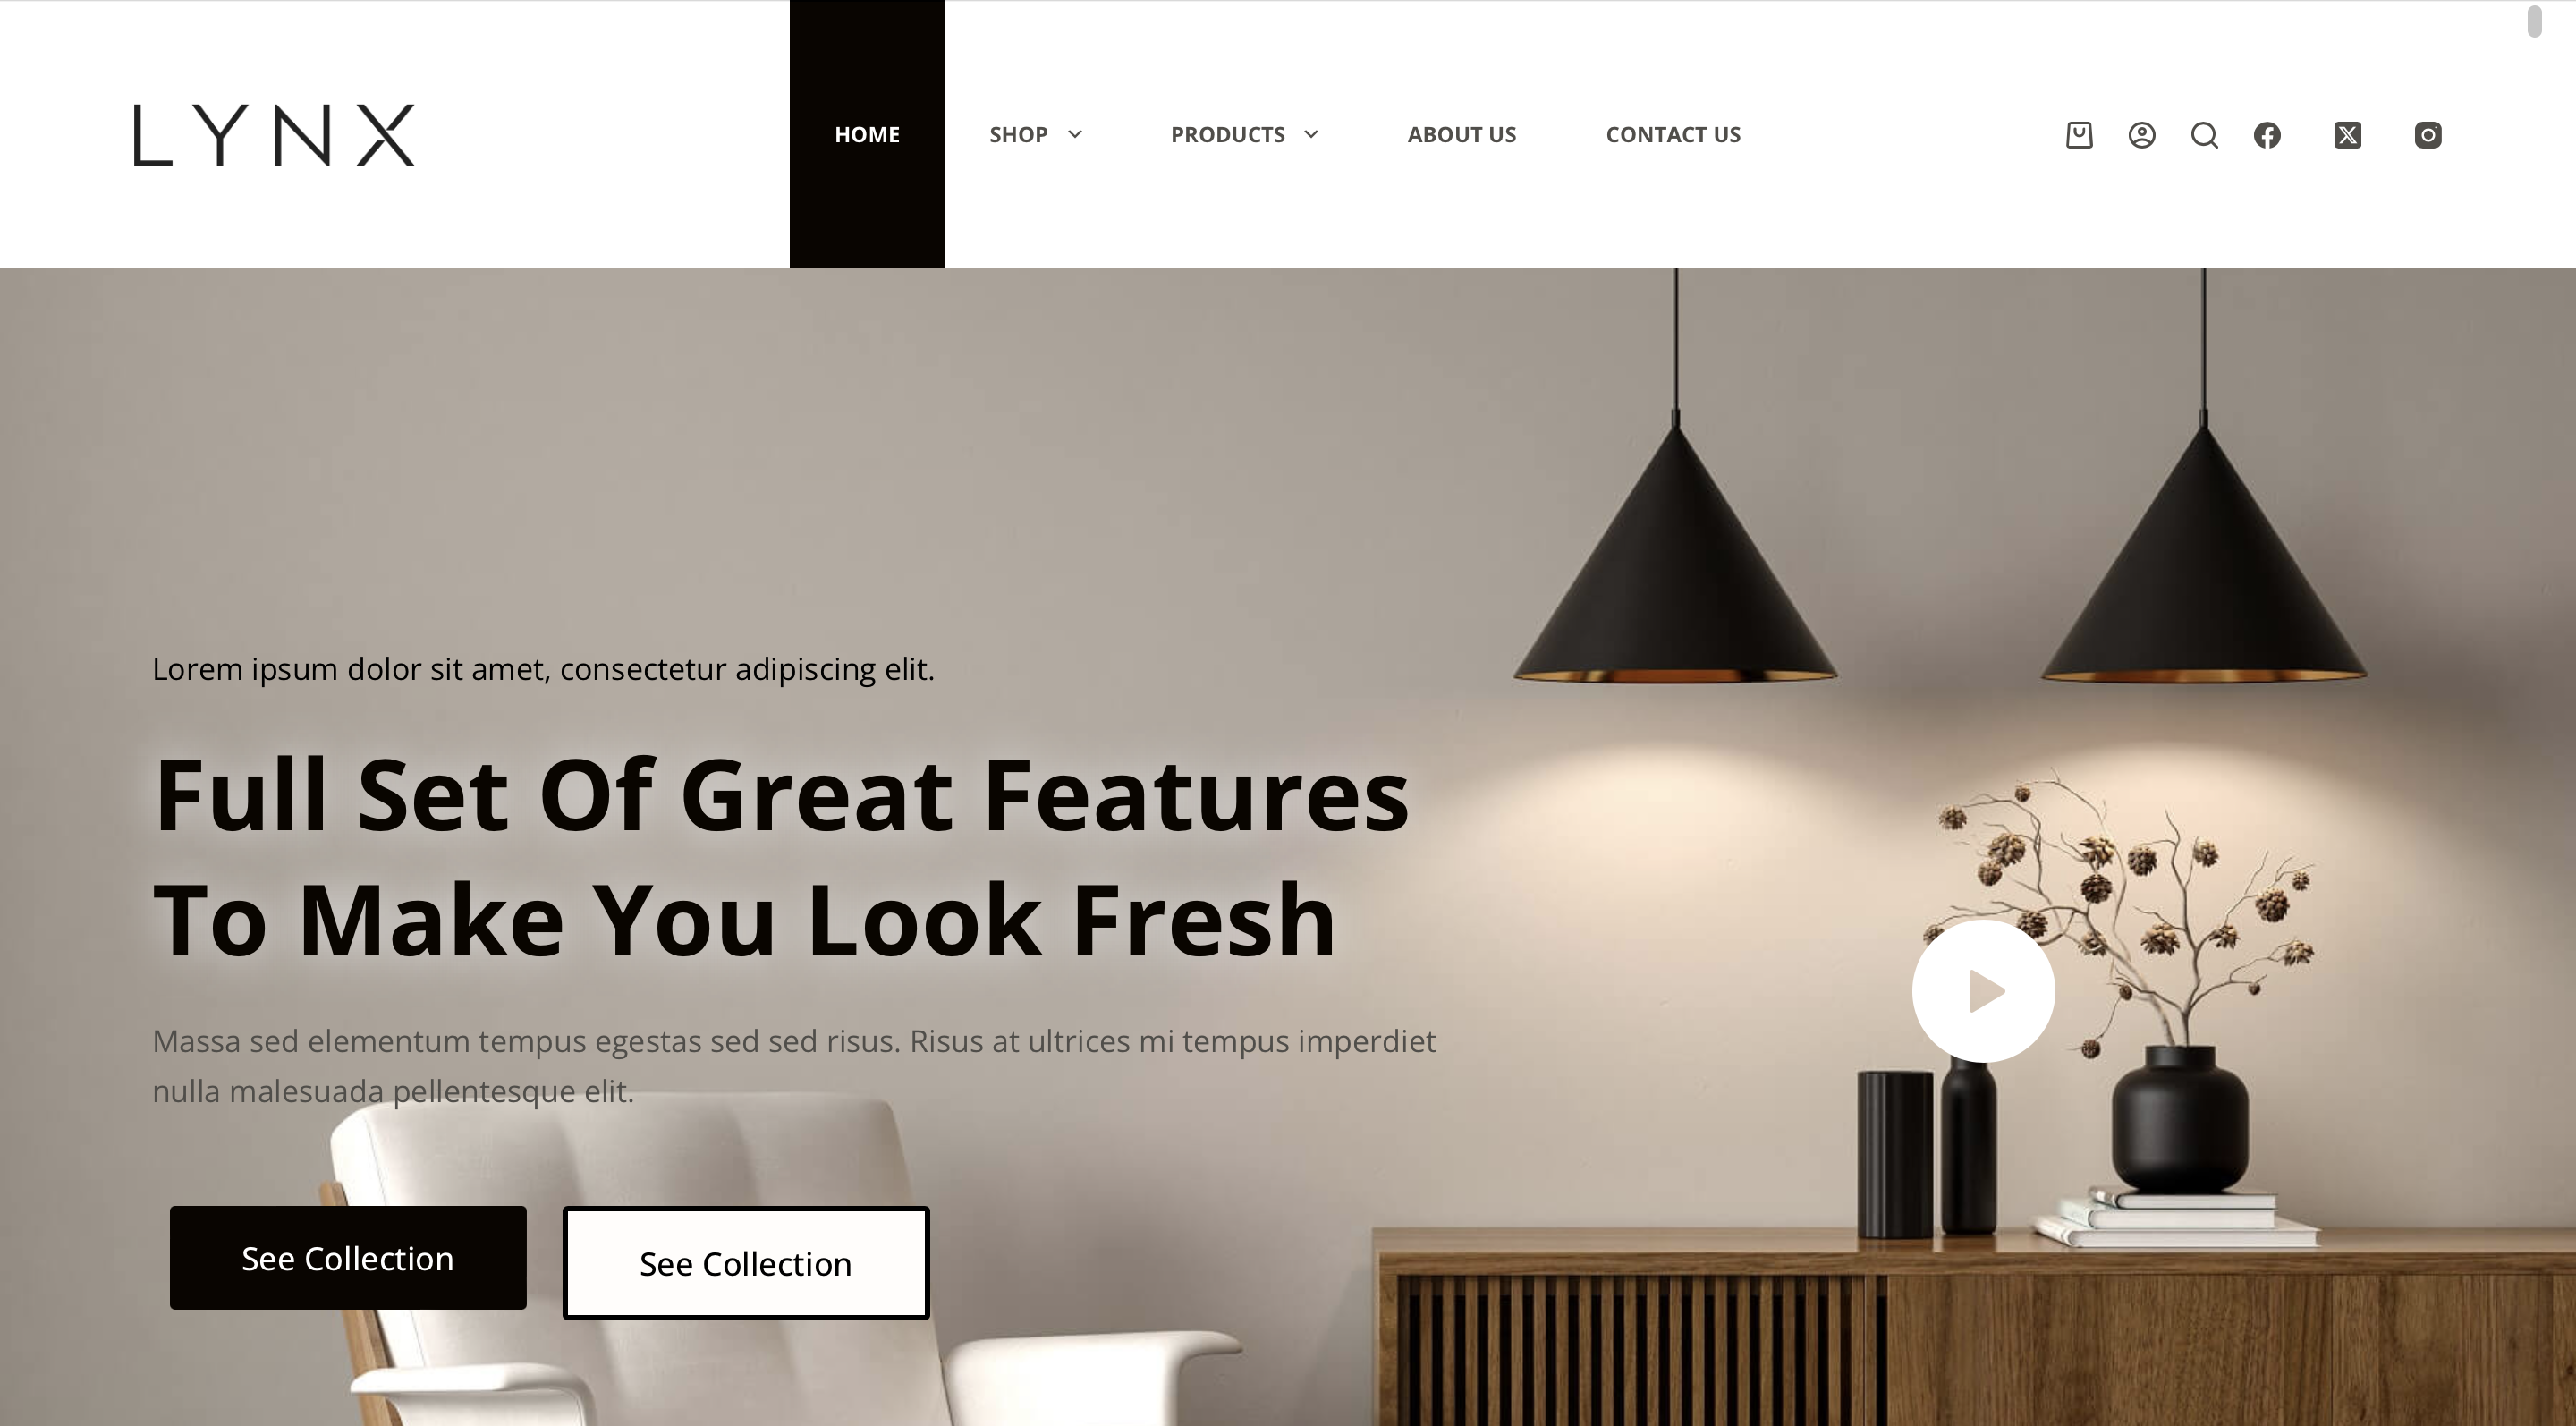 LYNX
HOME SHOP PRODUCTS ABOUT US CONTACT US
Lorem ipsum dolor sit amet, consectetur adipiscing elit.
Full Set Of Great Features
To Make You Look Fresh
Massa sed elementum tempus egestas sed sed risus. Risus at ultrices mi tempus imperdiet
nulla malesuada pellentesque elit.
See Collection See Collection